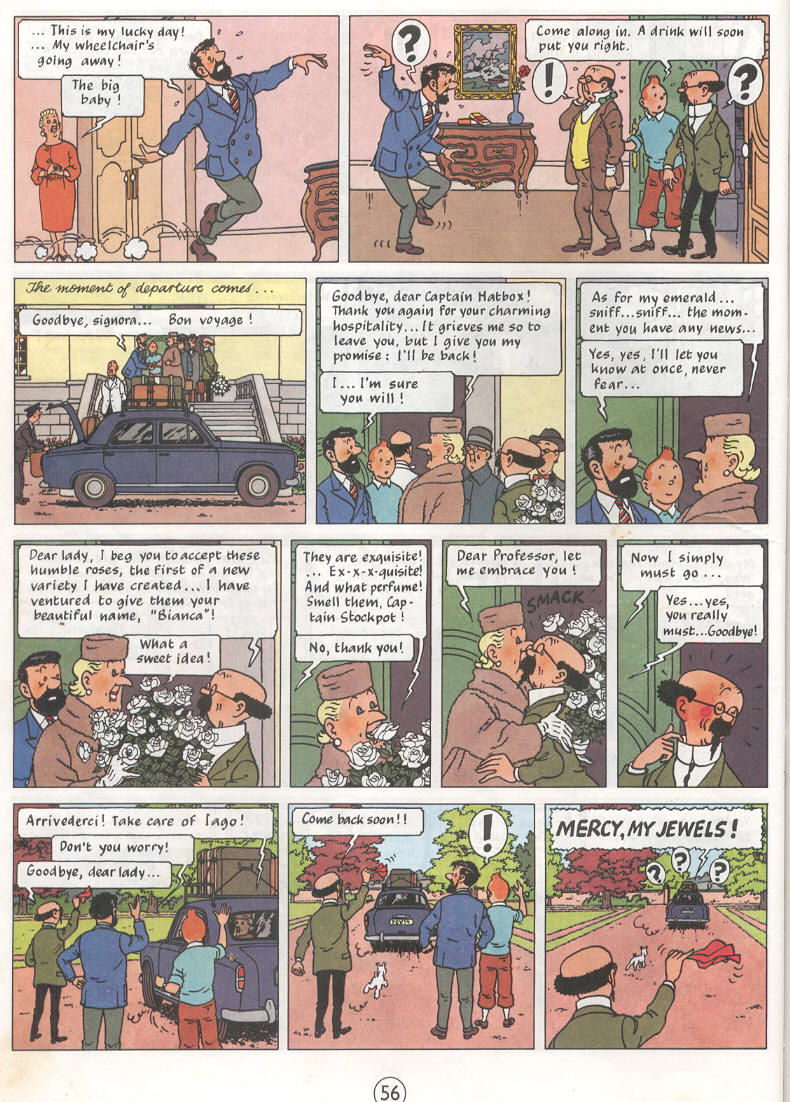 ... This is my lucky day!
... My wheelchair's
going away!
The big
baby!
?
Come along in. A drink will soon
put you right.
!
?
The moment of departure comes...
Goodbye, signora... Bon voyage!
Goodbye, dear Captain Hatbox!
Thank you again for your charming
hospitality... It grieves me so to
leave you, but I give you my
promise: I'll be back!
I... I'm sure
you will!
As for my emerald...
sniff...sniff... the mom-
ent you have any news...
Yes, yes, I'll let you
know at once, never
fear...
Dear lady, I beg you to accept these
humble roses, the first of a new
variety I have created... I have
ventured to give them your
beautiful name, "Bianca"!
What a
sweet idea!
They are exquisite!
... Ex-x-x-quisite!
And what perfume!
Smell them, Cap-
tain Stockpot!
No, thank you!
Dear Professor, let
me embrace you!
SMACK
Now I simply
must go...
Yes...yes,
you really
must...Goodbye!
Arrivederci! Take care of Iago!
Don't you worry!
Goodbye, dear lady...
Come back soon!!
!
MERCY, MY JEWELS!
?
?
?
56